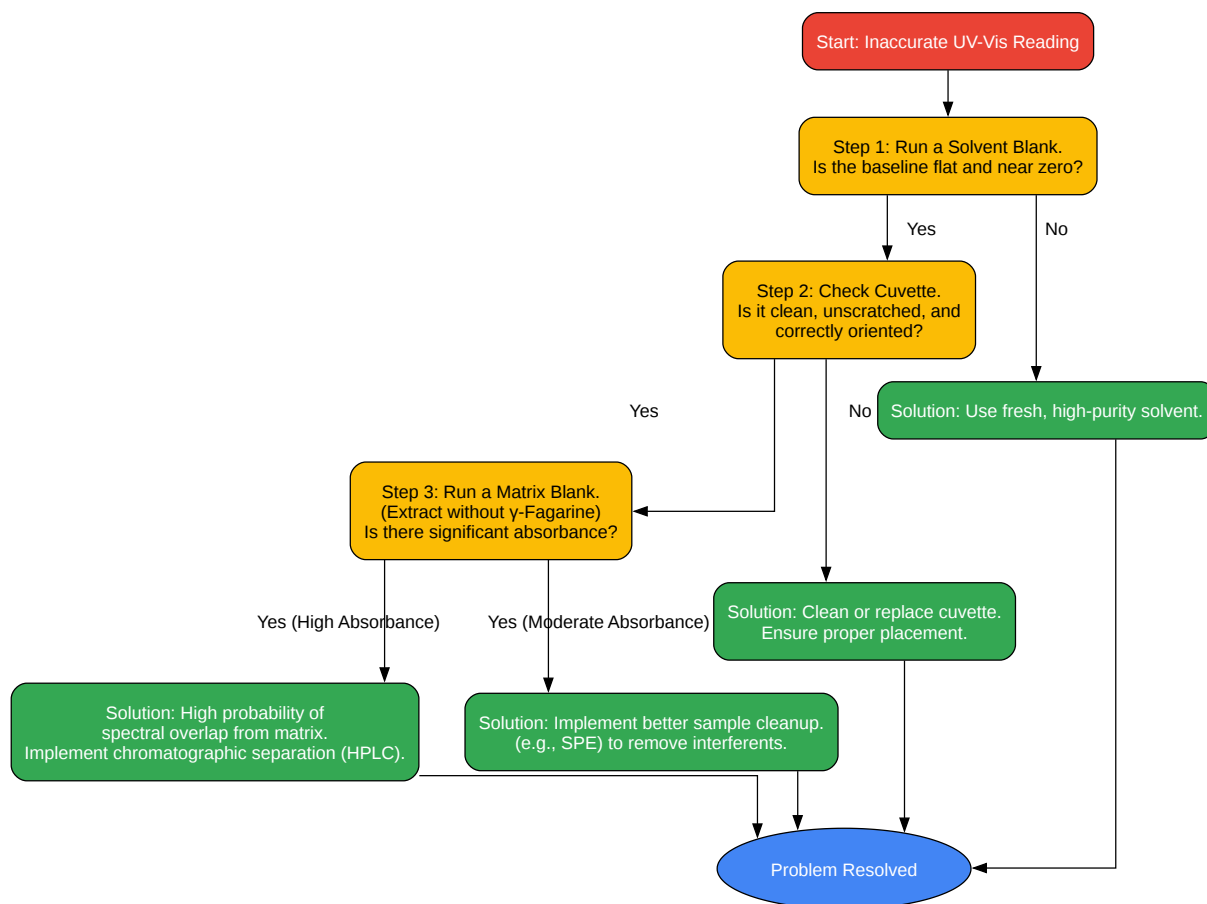 Start: Inaccurate UV-Vis Reading
Step 1: Run a Solvent Blank.
Is the baseline flat and near zero?
Yes
No
Step 2: Check Cuvette.
Is it clean, unscratched, and
correctly oriented?
Yes
No
Solution: Use fresh, high-purity solvent.
Step 3: Run a Matrix Blank.
(Extract without γ-Fagarine)
Is there significant absorbance?
Yes (High Absorbance)
Yes (Moderate Absorbance)
Solution: Clean or replace cuvette.
Ensure proper placement.
Solution: High probability of
spectral overlap from matrix.
Implement chromatographic separation (HPLC).
Solution: Implement better sample cleanup.
(e.g., SPE) to remove interferents.
Problem Resolved